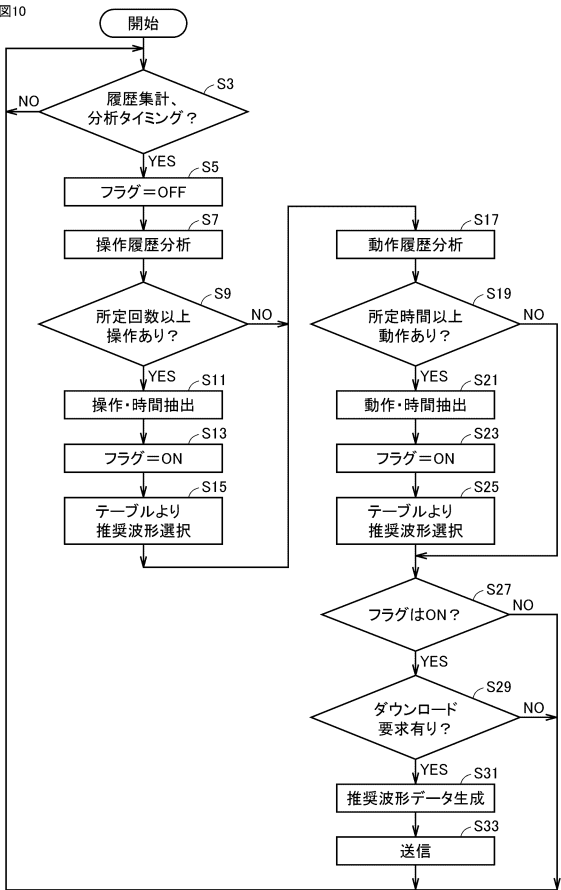 図10
開始
S3
履歴集計、
分析タイミング？
NO
YES
S5
フラグ＝OFF
S7
操作履歴分析
S9
所定回数以上
操作あり？
NO
YES
S11
操作・時間抽出
S13
フラグ＝ON
S15
テーブルより
推奨波形選択
S17
動作履歴分析
S19
所定時間以上
動作あり？
NO
YES
S21
動作・時間抽出
S23
フラグ＝ON
S25
テーブルより
推奨波形選択
S27
フラグはON？
NO
YES
S29
ダウンロード
要求有り？
NO
YES
S31
推奨波形データ生成
S33
送信